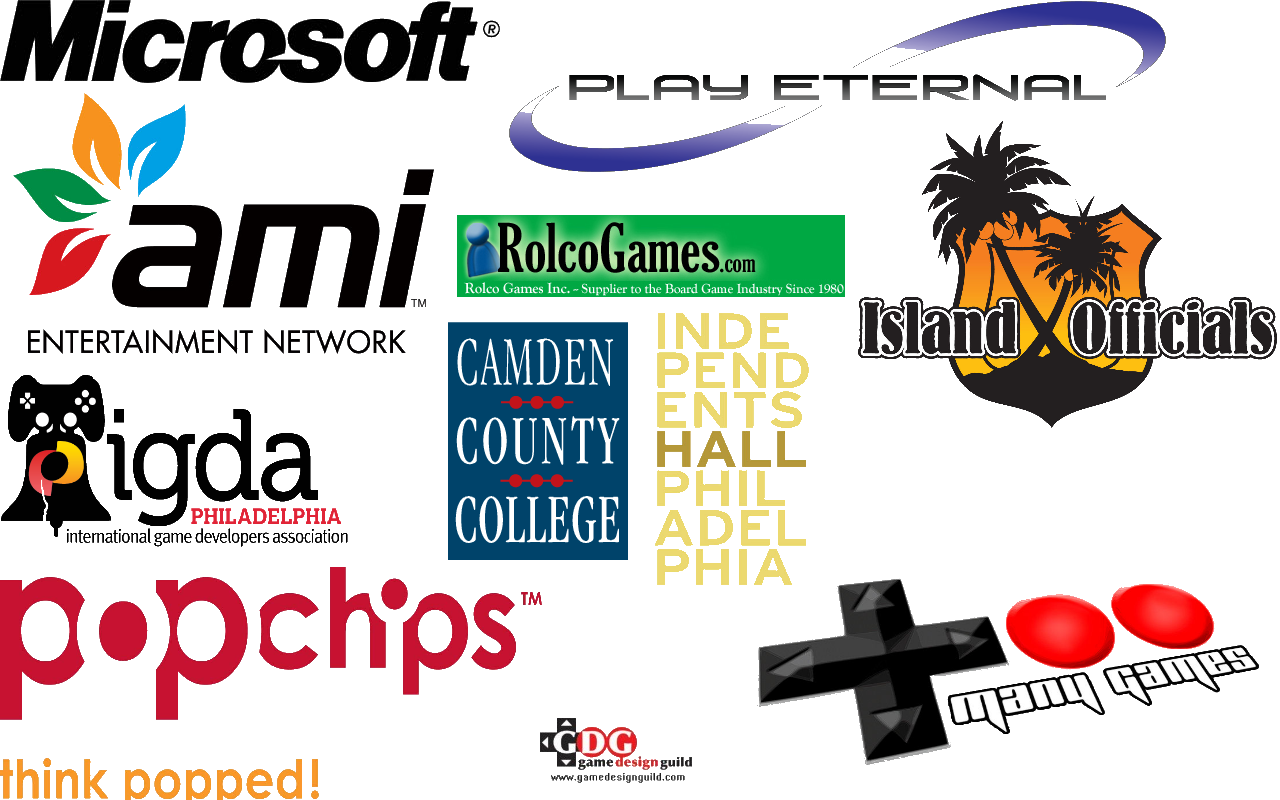 Microsoft®
PLAY ETERNAL
ami™
ENTERTAINMENT NETWORK
RolcoGames.com
Rolco Games Inc. - Supplier to the Board Game Industry Since 1980
Island Officials
CAMDEN
COUNTY
COLLEGE
INDE
PEND
ENTS
HALL
PHIL
ADEL
PHIA
igda
PHILADELPHIA
international game developers association
popchips™
think popped!
many games
GDG
game design guild
www.gamedesignguild.com